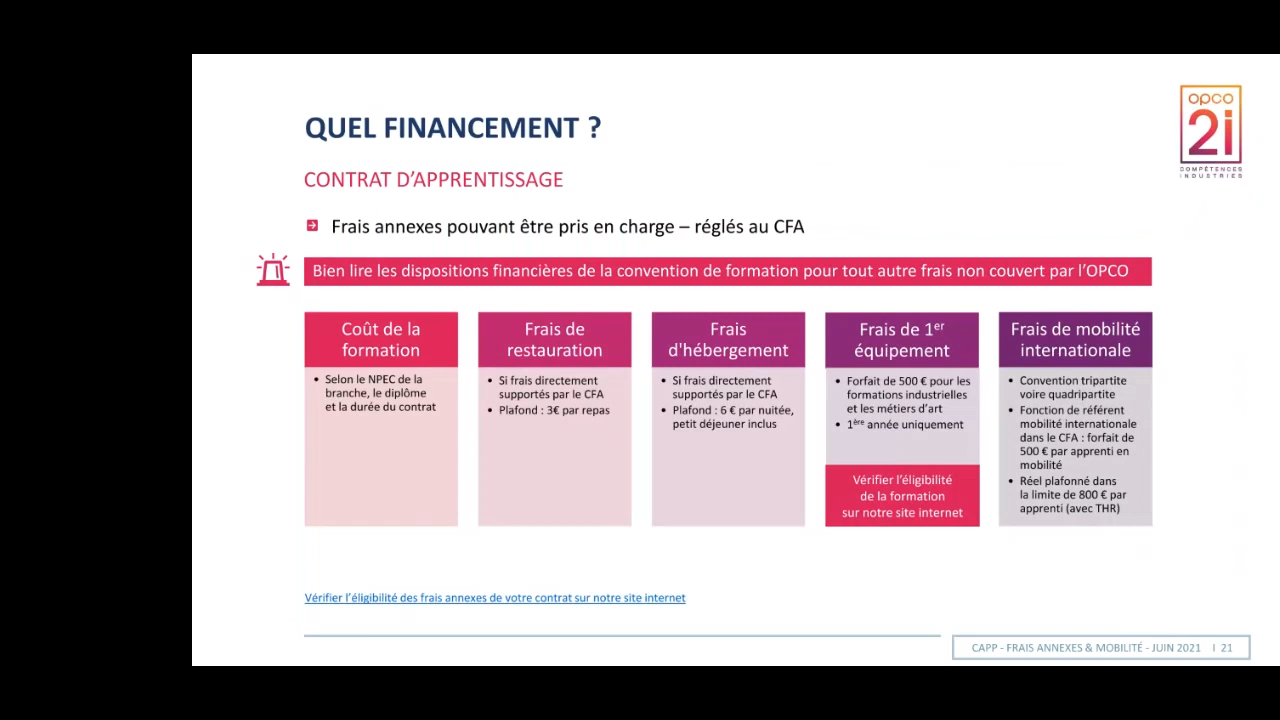 QUEL FINANCEMENT ?
opco
2i
COMPÉTENCES
INDUSTRIES
CONTRAT D'APPRENTISSAGE
Frais annexes pouvant être pris en charge – réglés au CFA
Bien lire les dispositions financières de la convention de formation pour tout autre frais non couvert par l'OPCO
Coût de la
formation
• Selon le NPEC de la
branche, le diplôme
et la durée du contrat
Frais de
restauration
• Si frais directement
supportés par le CFA
• Plafond : 3€ par repas
Frais
d'hébergement
• Si frais directement
supportés par le CFA
• Plafond : 6 € par nuitée,
petit déjeuner inclus
Frais de 1er
équipement
• Forfait de 500 € pour les
formations industrielles
et les métiers d'art
• 1ère année uniquement
Vérifier l'éligibilité
de la formation
sur notre site internet
Frais de mobilité
internationale
• Convention tripartite
voire quadripartite
• Fonction de référent
mobilité internationale
dans le CFA : forfait de
500 € par apprenti en
mobilité
• Réel plafonné dans
la limite de 800 € par
apprenti (avec THR)
Vérifier l'éligibilité des frais annexes de votre contrat sur notre site internet
CAPP - FRAIS ANNEXES & MOBILITÉ - JUIN 2021 I 21